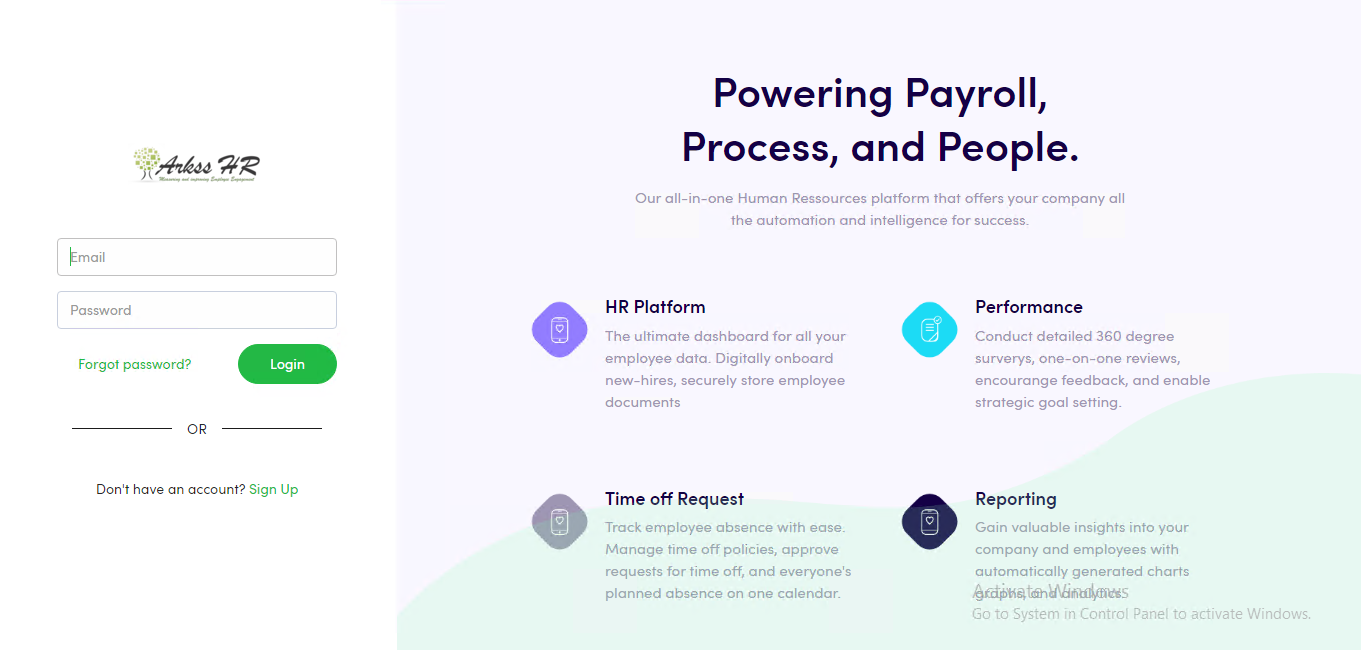 Arkss HR
Measuring and improving Employee Engagement
Email
Password
Forgot password?
Login
OR
Don't have an account? Sign Up
Powering Payroll,
Process, and People.
Our all-in-one Human Ressources platform that offers your company all
the automation and intelligence for success.
HR Platform
The ultimate dashboard for all your
employee data. Digitally onboard
new-hires, securely store employee
documents
Performance
Conduct detailed 360 degree
surverys, one-on-one reviews,
encourange feedback, and enable
strategic goal setting.
Time off Request
Track employee absence with ease.
Manage time off policies, approve
requests for time off, and everyone's
planned absence on one calendar.
Reporting
Gain valuable insights into your
company and employees with
automatically generated charts
graphs, and analytics.
Activate Windows
Go to System in Control Panel to activate Windows.